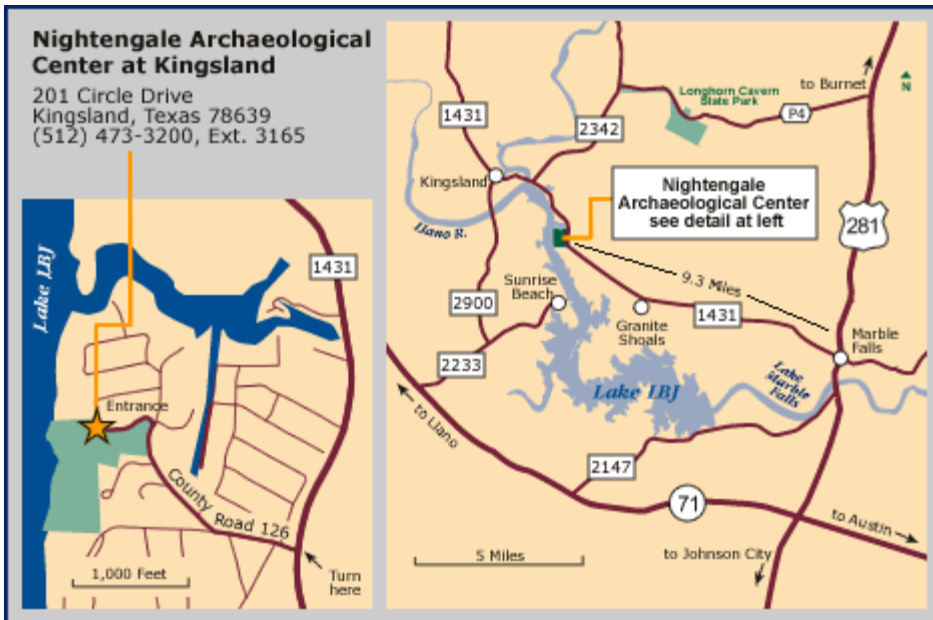 Nightengale Archaeological
Center at Kingsland
201 Circle Drive
Kingsland, Texas 78639
(512) 473-3200, Ext. 3165
Lake LBJ
1431
Entrance
County Road 126
1,000 Feet
Turn
here
1431
2342
Longhorn Cavern
State Park
to Burnet
N
P4
Kingsland
Llano R.
Nightengale
Archaeological Center
see detail at left
281
9.3 Miles
Sunrise
Beach
2900
Granite
Shoals
1431
Marble
Falls
2233
Lake LBJ
Lake
Marble
Falls
to Llano
2147
71
to Austin
5 Miles
to Johnson City